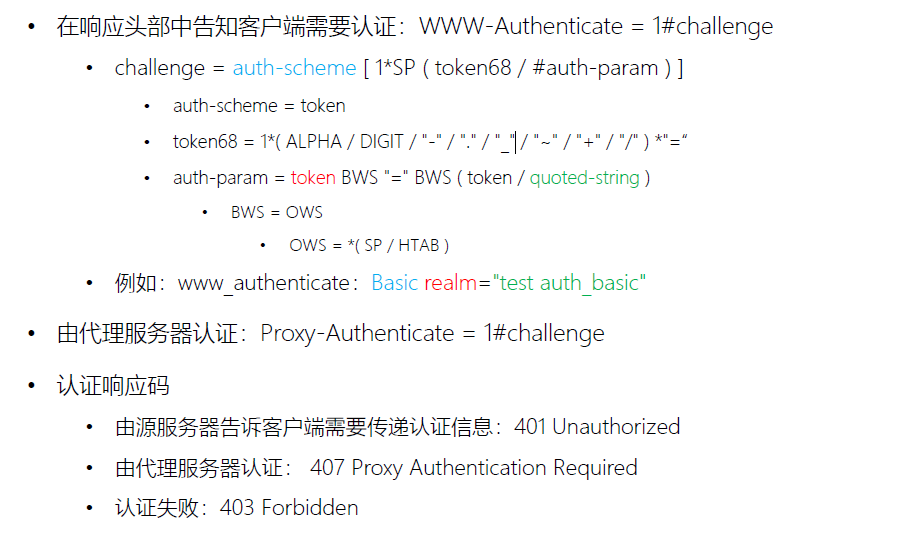 • 在响应头部中告知客户端需要认证：WWW-Authenticate = 1#challenge
• challenge = auth-scheme [ 1*SP ( token68 / #auth-param ) ]
• auth-scheme = token
• token68 = 1*( ALPHA / DIGIT / "-" / "." / "_" / "~" / "+" / "/" ) *"=“
• auth-param = token BWS "=" BWS ( token / quoted-string )
• BWS = OWS
• OWS = *( SP / HTAB )
• 例如：www_authenticate：Basic realm="test auth_basic"
• 由代理服务器认证：Proxy-Authenticate = 1#challenge
• 认证响应码
• 由源服务器告诉客户端需要传递认证信息：401 Unauthorized
• 由代理服务器认证： 407 Proxy Authentication Required
• 认证失败：403 Forbidden